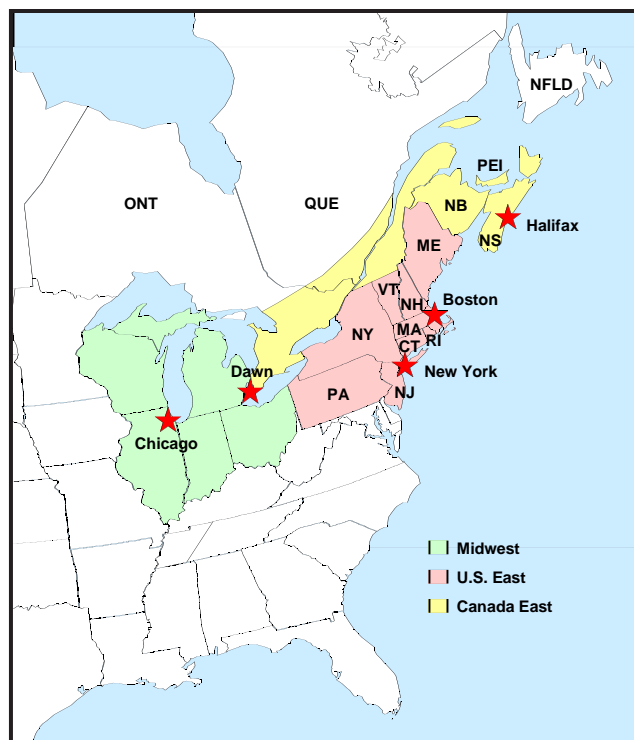 NFLD
PEI
ONT
QUE
NB
Halifax
NS
ME
VT
NH
Boston
MA
NY
RI
CT
Dawn
New York
PA
NJ
Chicago
Midwest
U.S. East
Canada East